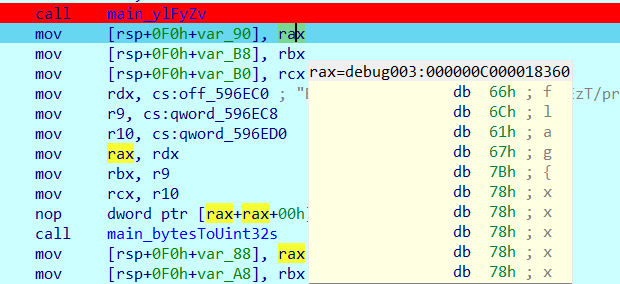 call main_ylFyZv
mov [rsp+0F0h+var_90], rax
mov [rsp+0F0h+var_B8], rbx
mov [rsp+0F0h+var_B0], rcx
mov rdx, cs:off_596EC0 ; "
mov r9, cs:qword_596EC8
mov r10, cs:qword_596ED0
mov rax, rdx
mov rbx, r9
mov rcx, r10
nop dword ptr [rax+rax+00h]
call main_bytesToUint32s
mov [rsp+0F0h+var_88], rax
mov [rsp+0F0h+var_A8], rbx
rax=debug003:000000C000018360
db 66h ; f
db 6Ch ; l
db 61h ; a
db 67h ; g
db 7Bh ; {
db 78h ; x
db 78h ; x
db 78h ; x
db 78h ; x
db 78h ; x
zT/pr